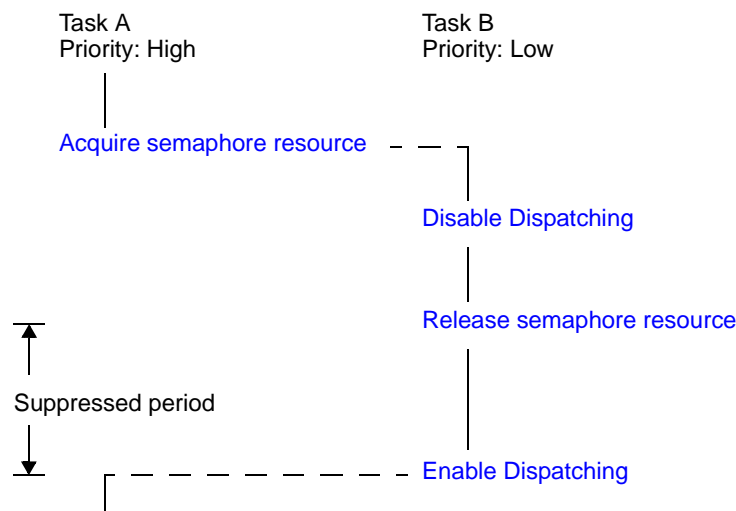 Task A
Priority: High
Task B
Priority: Low
Acquire semaphore resource
Disable Dispatching
Release semaphore resource
Suppressed period
Enable Dispatching